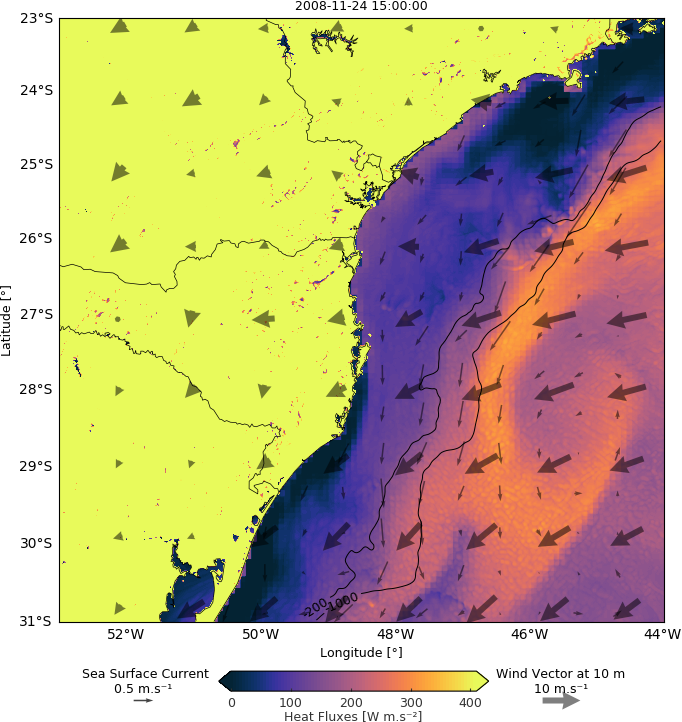 2008-11-24 15:00:00
23°S
24°S
25°S
26°S
27°S
28°S
29°S
30°S
31°S
Latitude [°]
-200
-1000
52°W 50°W 48°W 46°W 44°W
Longitude [°]
Sea Surface Current
0.5 m.s⁻¹
Wind Vector at 10 m
10 m.s⁻¹
0 100 200 300 400
Heat Fluxes [W m.s⁻²]